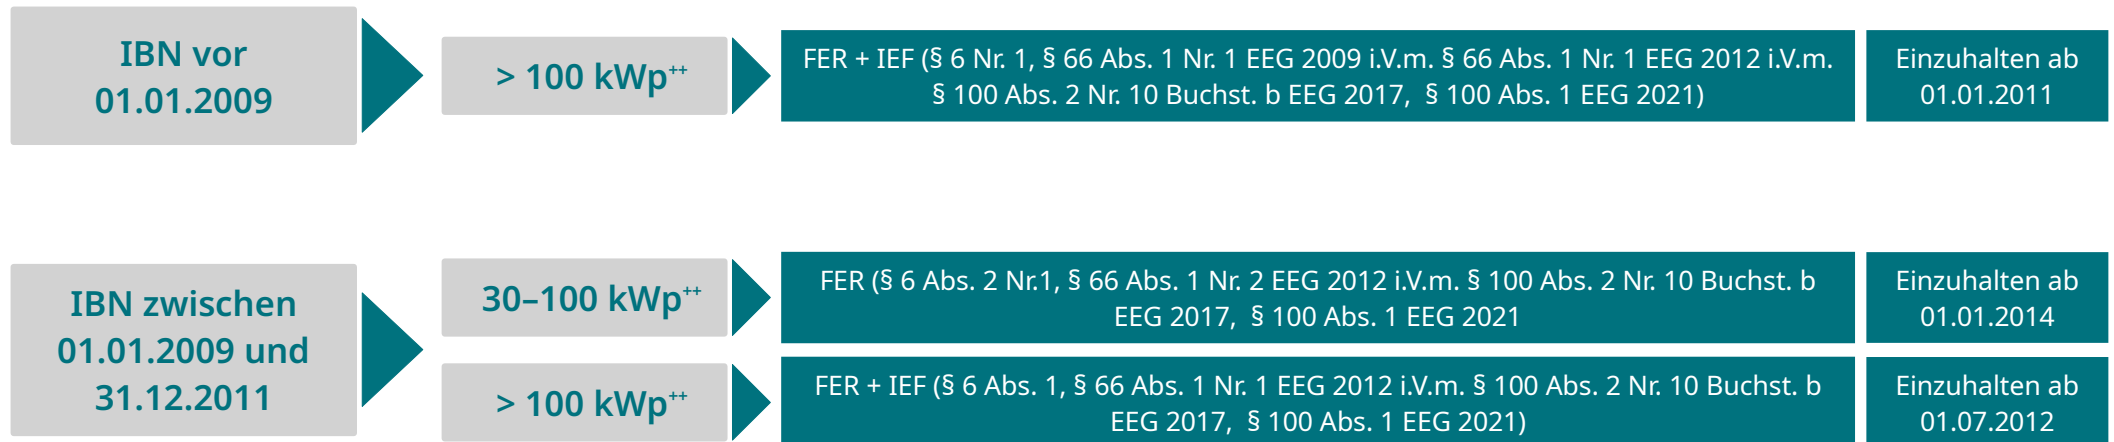 IBN vor
01.01.2009
> 100 kWp++
FER + IEF (§ 6 Nr. 1, § 66 Abs. 1 Nr. 1 EEG 2009 i.V.m. § 66 Abs. 1 Nr. 1 EEG 2012 i.V.m.
§ 100 Abs. 2 Nr. 10 Buchst. b EEG 2017,  § 100 Abs. 1 EEG 2021)
Einzuhalten ab
01.01.2011
IBN zwischen
01.01.2009 und
31.12.2011
30–100 kWp++
FER (§ 6 Abs. 2 Nr.1, § 66 Abs. 1 Nr. 2 EEG 2012 i.V.m. § 100 Abs. 2 Nr. 10 Buchst. b
EEG 2017,  § 100 Abs. 1 EEG 2021
Einzuhalten ab
01.01.2014
> 100 kWp++
FER + IEF (§ 6 Abs. 1, § 66 Abs. 1 Nr. 1 EEG 2012 i.V.m. § 100 Abs. 2 Nr. 10 Buchst. b
EEG 2017,  § 100 Abs. 1 EEG 2021)
Einzuhalten ab
01.07.2012